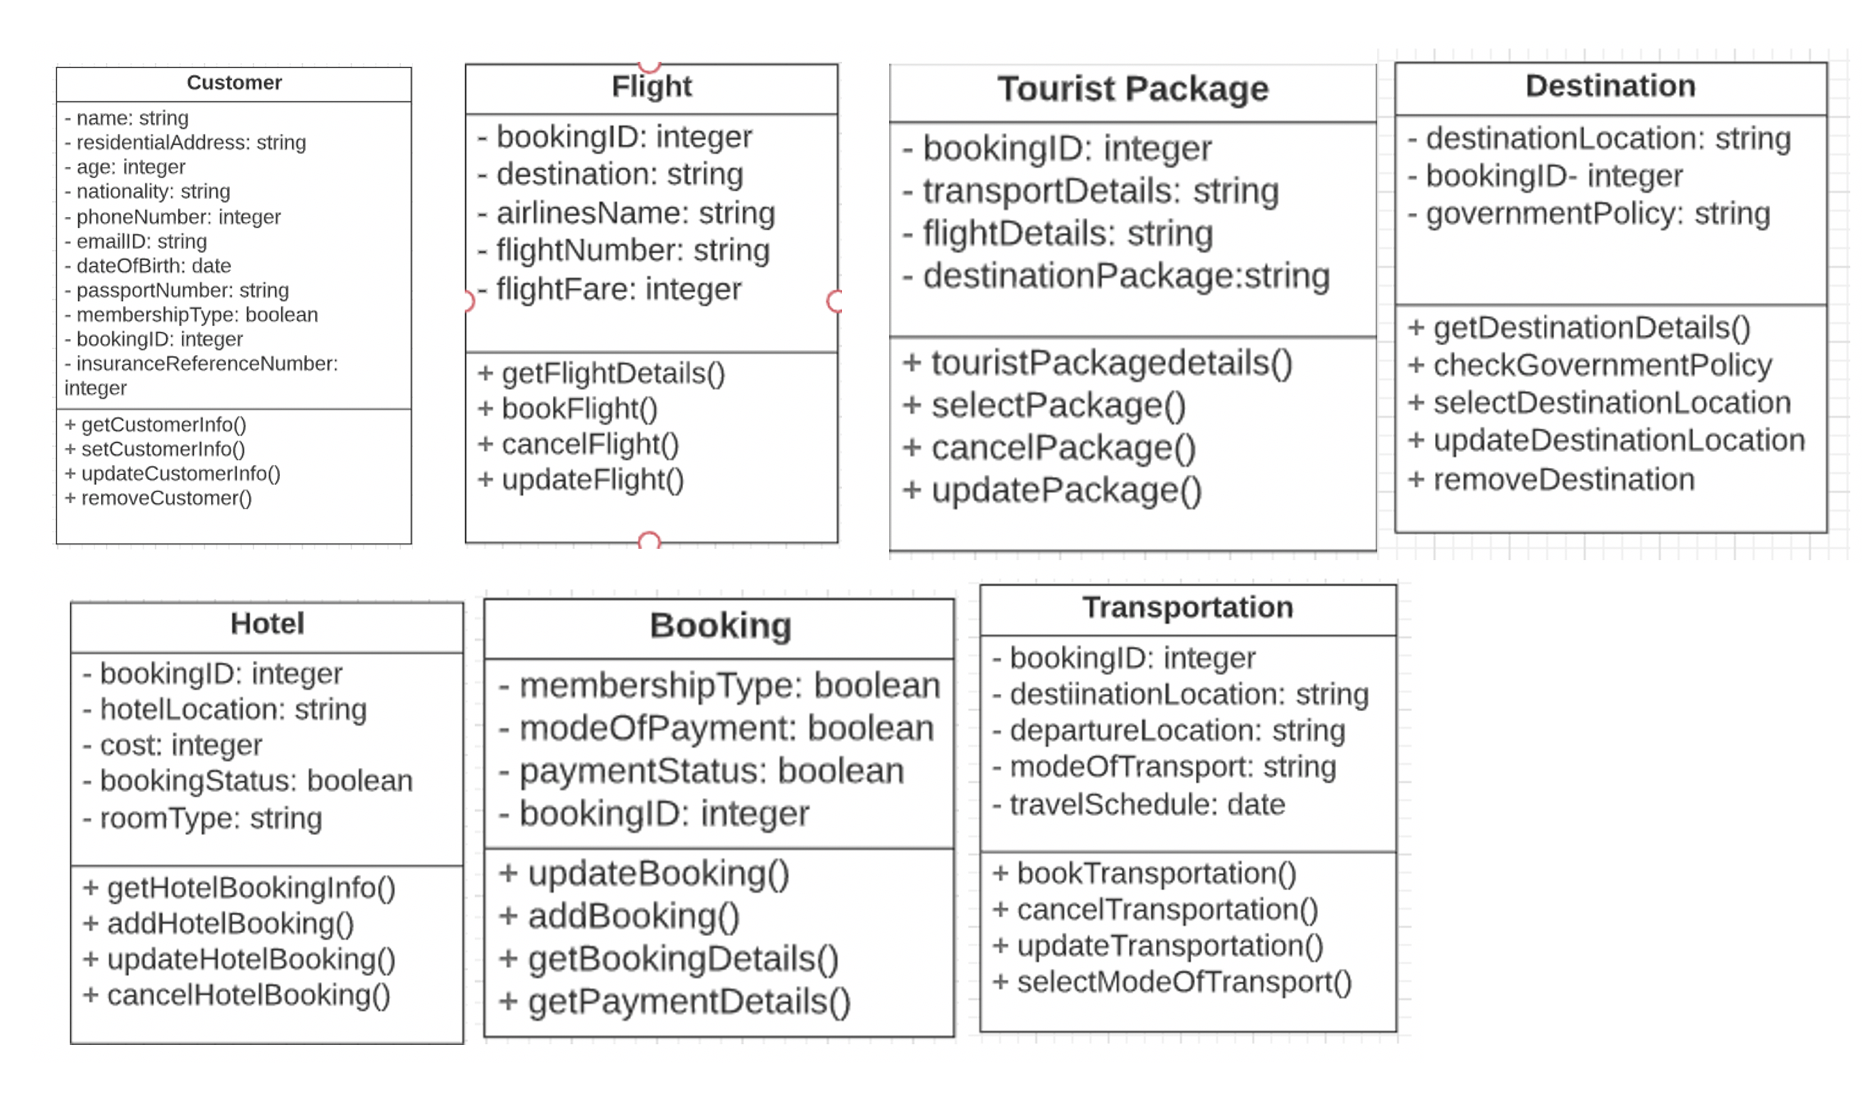 Customer
- name: string
- residentialAddress: string
- age: integer
- nationality: string
- phoneNumber: integer
- emailID: string
- dateOfBirth: date
- passportNumber: string
- membershipType: boolean
- bookingID: integer
- insuranceReferenceNumber:
integer
+ getCustomerInfo()
+ setCustomerInfo()
+ updateCustomerInfo()
+ removeCustomer()
Flight
- bookingID: integer
- destination: string
- airlinesName: string
- flightNumber: string
- flightFare: integer
+ getFlightDetails()
+ bookFlight()
+ cancelFlight()
+ updateFlight()
Tourist Package
- bookingID: integer
- transportDetails: string
- flightDetails: string
- destinationPackage:string
+ touristPackagedetails()
+ selectPackage()
+ cancelPackage()
+ updatePackage()
Destination
- destinationLocation: string
- bookingID- integer
- governmentPolicy: string
+ getDestinationDetails()
+ checkGovernmentPolicy
+ selectDestinationLocation
+ updateDestinationLocation
+ removeDestination
Hotel
- bookingID: integer
- hotelLocation: string
- cost: integer
- bookingStatus: boolean
- roomType: string
+ getHotelBookingInfo()
+ addHotelBooking()
+ updateHotelBooking()
+ cancelHotelBooking()
Booking
- membershipType: boolean
- modeOfPayment: boolean
- paymentStatus: boolean
- bookingID: integer
+ updateBooking()
+ addBooking()
+ getBookingDetails()
+ getPaymentDetails()
Transportation
- bookingID: integer
- destiinationLocation: string
- departureLocation: string
- modeOfTransport: string
- travelSchedule: date
+ bookTransportation()
+ cancelTransportation()
+ updateTransportation()
+ selectModeOfTransport()